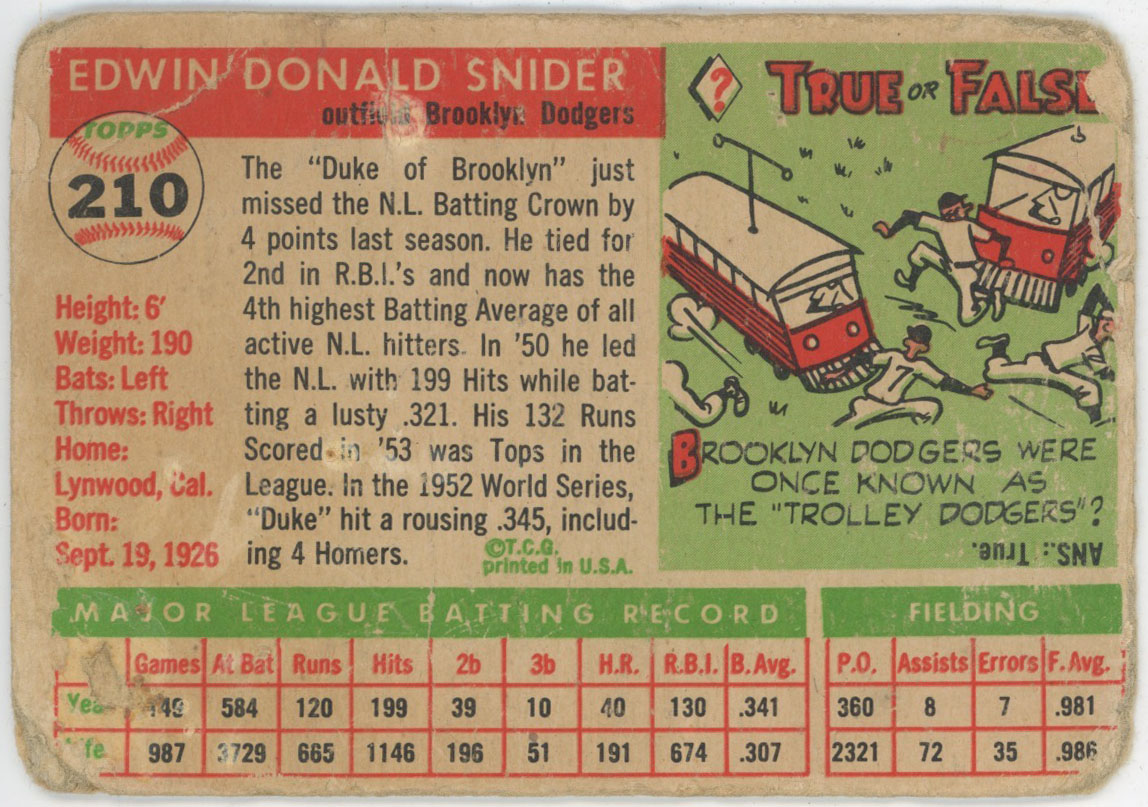 EDWIN DONALD SNIDER
outfield Brooklyn Dodgers
TOPPS
210
Height: 6'
Weight: 190
Bats: Left
Throws: Right
Home:
Lynwood, Cal.
Born:
Sept. 19, 1926
The "Duke of Brooklyn" just
missed the N.L. Batting Crown by
4 points last season. He tied for
2nd in R.B.I.'s and now has the
4th highest Batting Average of all
active N.L. hitters. In '50 he led
the N.L. with 199 Hits while bat-
ting a lusty .321. His 132 Runs
Scored in '53 was Tops in the
League. In the 1952 World Series,
"Duke" hit a rousing .345, includ-
ing 4 Homers.
©T.C.G.
printed in U.S.A.
?
TRUE OR FALSE
7
BROOKLYN DODGERS WERE
ONCE KNOWN AS
THE "TROLLEY DODGERS"?
ANS.: True.
MAJOR LEAGUE BATTING RECORD
FIELDING
Games At Bat Runs Hits 2b 3b H.R. R.B.I. B. Avg. P.O. Assists Errors F. Avg.
Year 149 584 120 199 39 10 40 130 .341 360 8 7 .981
Life 987 3729 665 1146 196 51 191 674 .307 2321 72 35 .986